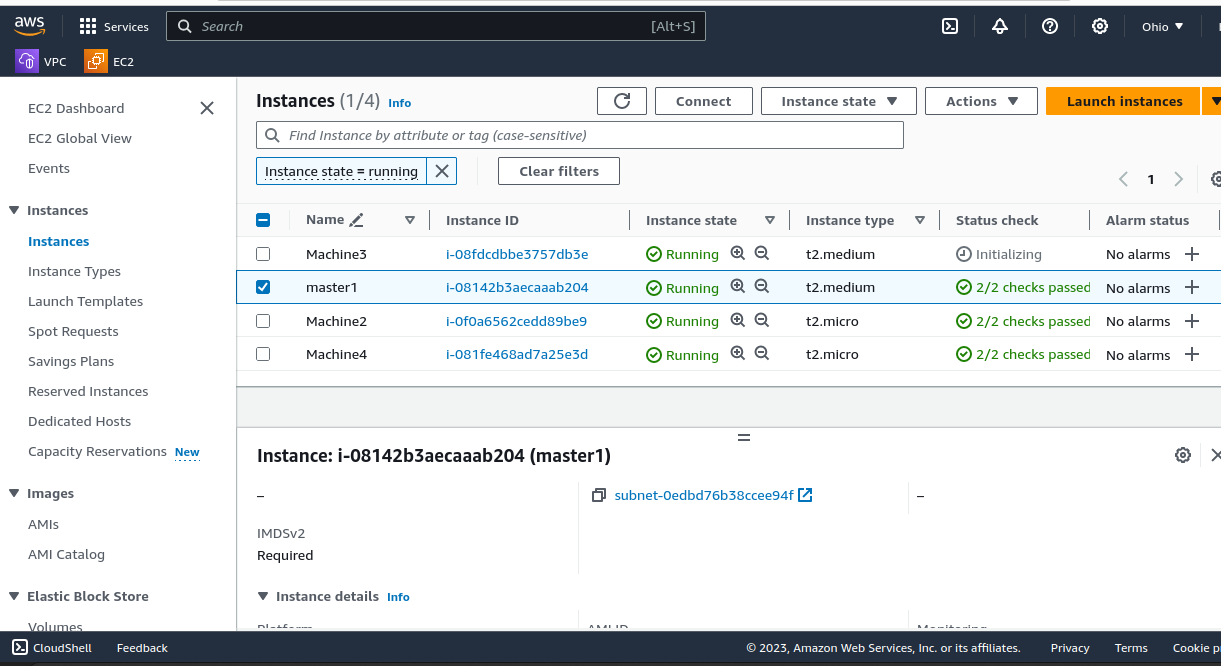 aws Services Search [Alt+S] Ohio
VPC EC2
EC2 Dashboard
EC2 Global View
Events
Instances
Instances
Instance Types
Launch Templates
Spot Requests
Savings Plans
Reserved Instances
Dedicated Hosts
Capacity Reservations New
Images
AMIs
AMI Catalog
Elastic Block Store
Volumes
Instances (1/4) Info Connect Instance state Actions Launch instances
Find Instance by attribute or tag (case-sensitive)
Instance state = running Clear filters
1
Name Instance ID Instance state Instance type Status check Alarm status
Machine3 i-08fdcdbbe3757db3e Running t2.medium Initializing No alarms
master1 i-08142b3aecaaab204 Running t2.medium 2/2 checks passed No alarms
Machine2 i-0f0a6562cedd89be9 Running t2.micro 2/2 checks passed No alarms
Machine4 i-081fe468ad7a25e3d Running t2.micro 2/2 checks passed No alarms
Instance: i-08142b3aecaaab204 (master1)
– subnet-0edbd76b38ccee94f –
IMDSv2
Required
Instance details Info
Platform AMI ID Monitoring
CloudShell Feedback © 2023, Amazon Web Services, Inc. or its affiliates. Privacy Terms Cookie